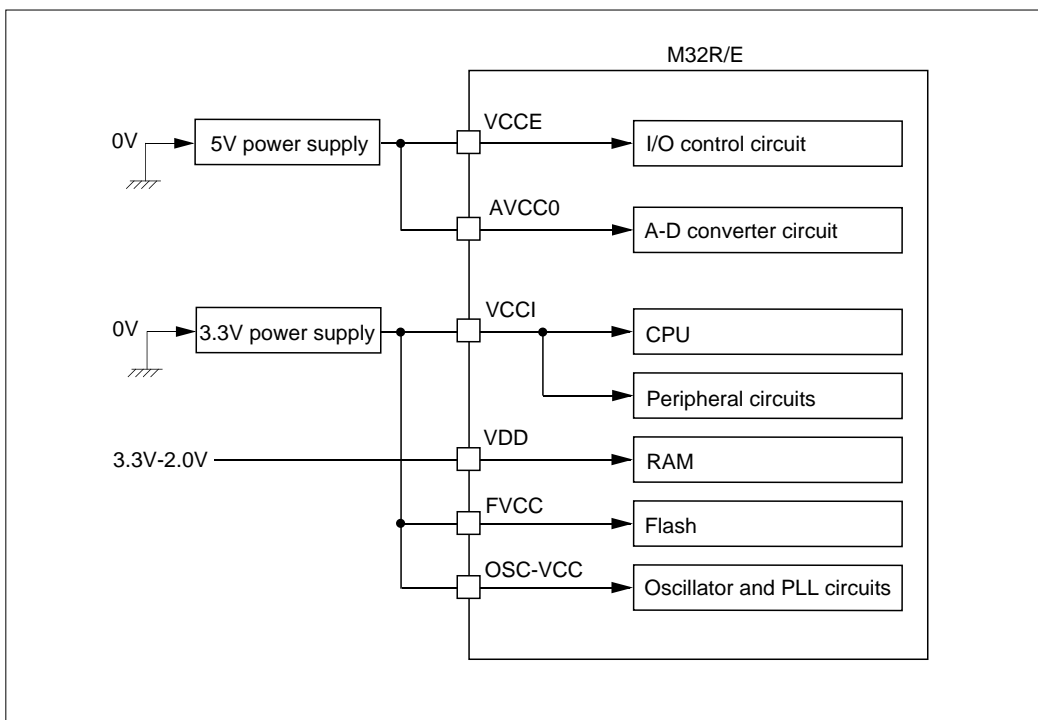 M32R/E
0V
5V power supply
VCCE
I/O control circuit
AVCC0
A-D converter circuit
0V
3.3V power supply
VCCI
CPU
Peripheral circuits
3.3V-2.0V
VDD
RAM
FVCC
Flash
OSC-VCC
Oscillator and PLL circuits